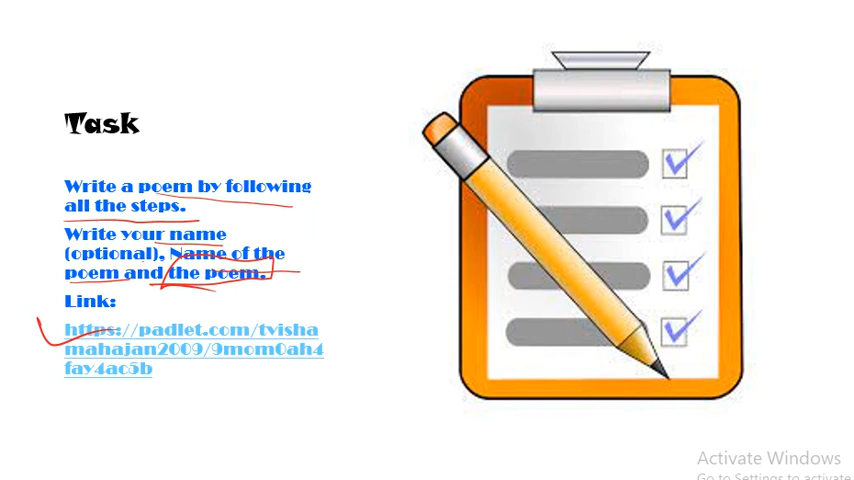 Task
Write a poem by following
all the steps.
Write your name
(optional), Name of the
poem and the poem.
Link:
https://padlet.com/tvisha
mahajan2009/9mom0ah4
fay4ac5b
Activate Windows
Go to Settings to activate